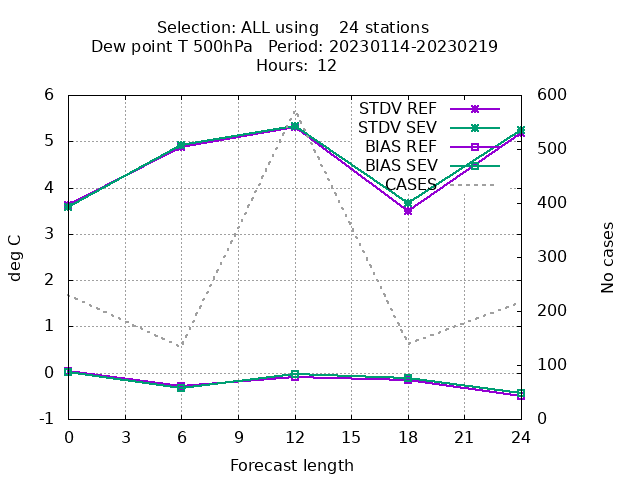 Selection: ALL using    24 stations
Dew point T 500hPa   Period: 20230114-20230219
Hours: 12
6
5
4
3
2
1
0
-1
600
500
400
300
200
100
0
STDV REF
STDV SEV
BIAS REF
BIAS SEV
CASES
deg C
No cases
0 3 6 9 12 15 18 21 24
Forecast length